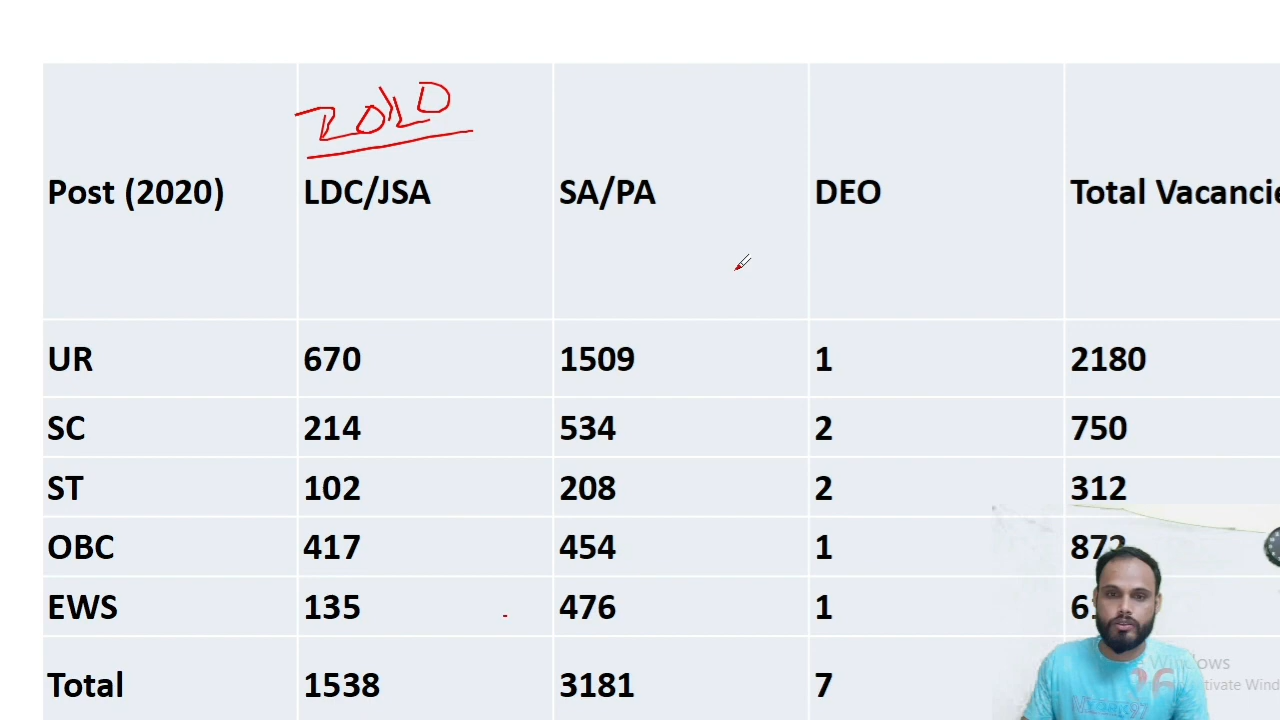 2020
Post (2020) LDC/JSA SA/PA DEO Total
UR 670 1509 1 2180
SC 214 534 2 750
ST 102 208 2 312
OBC 417 454 1
EWS 135 476 1
Total 1538 3181 7
Windows